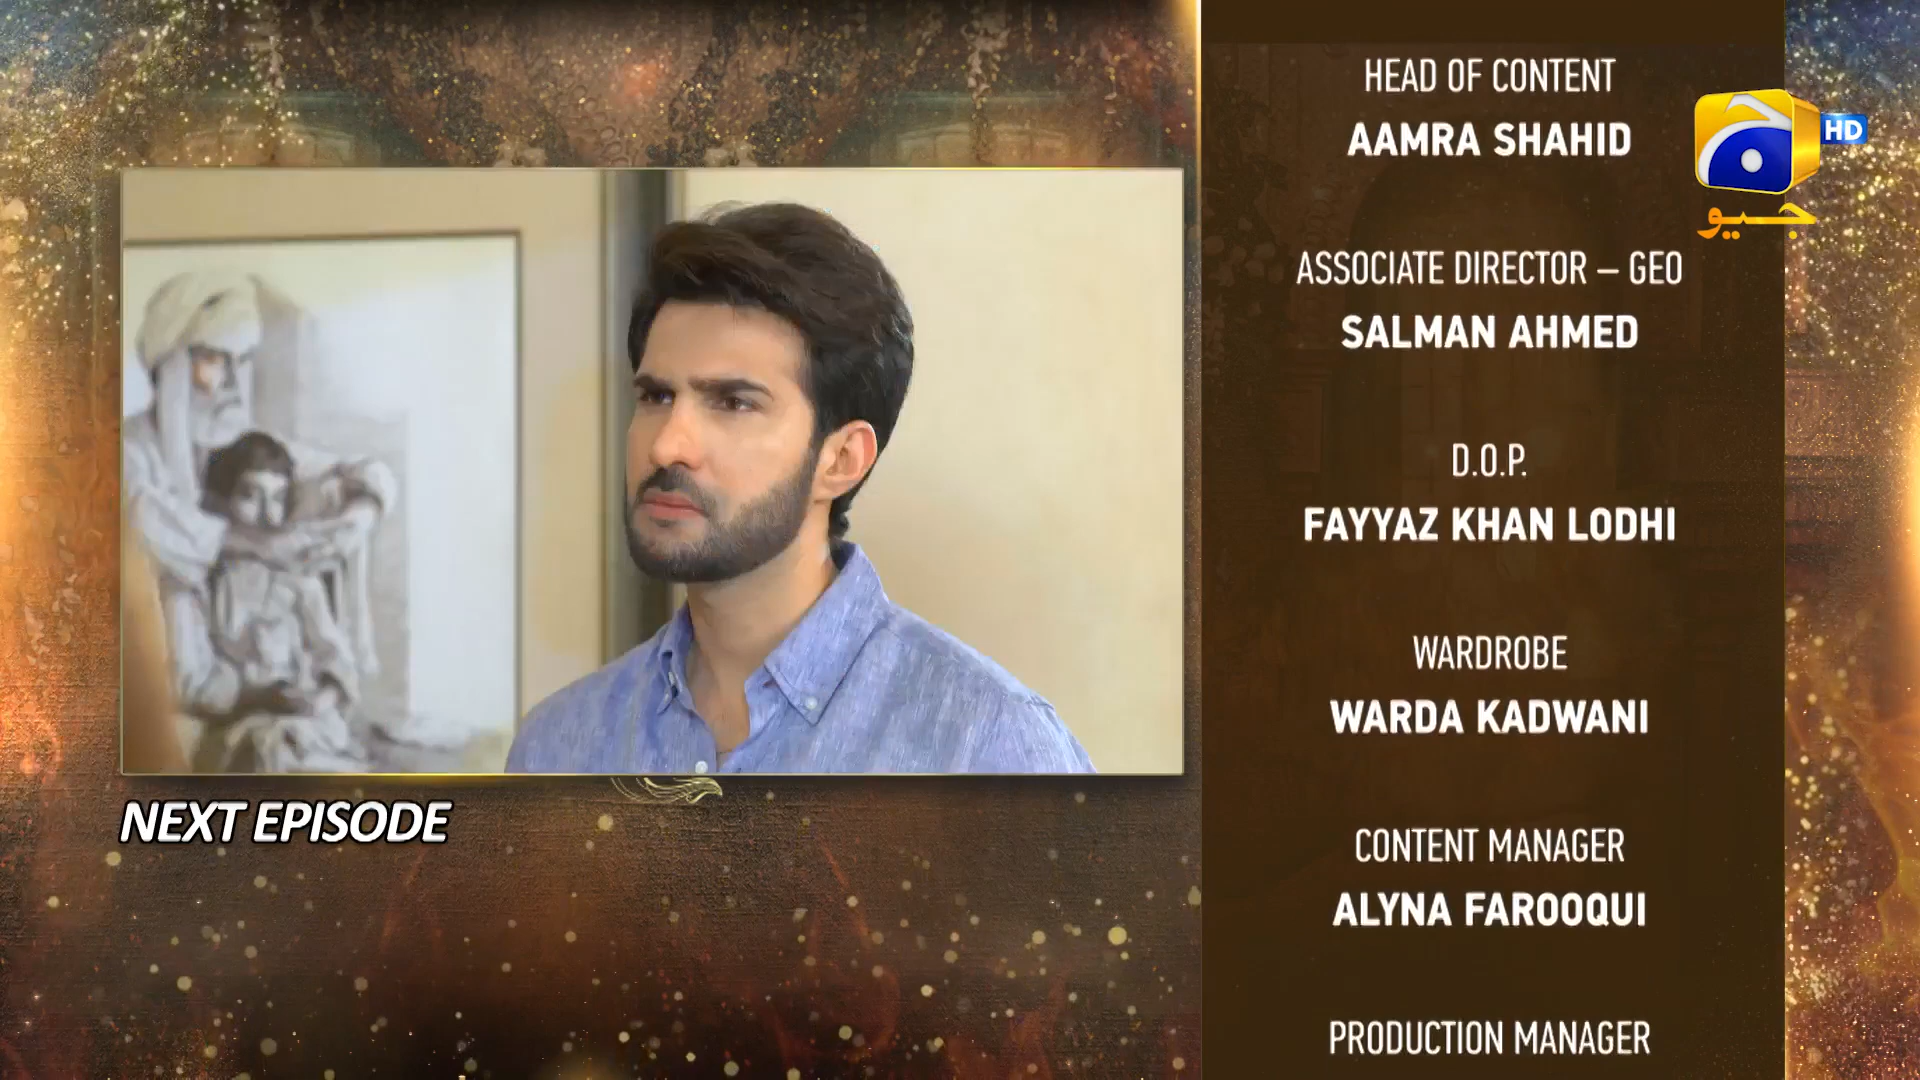 HEAD OF CONTENT
AAMRA SHAHID
HD
جیو
ASSOCIATE DIRECTOR – GEO
SALMAN AHMED
D.O.P.
FAYYAZ KHAN LODHI
WARDROBE
WARDA KADWANI
NEXT EPISODE
CONTENT MANAGER
ALYNA FAROOQUI
PRODUCTION MANAGER